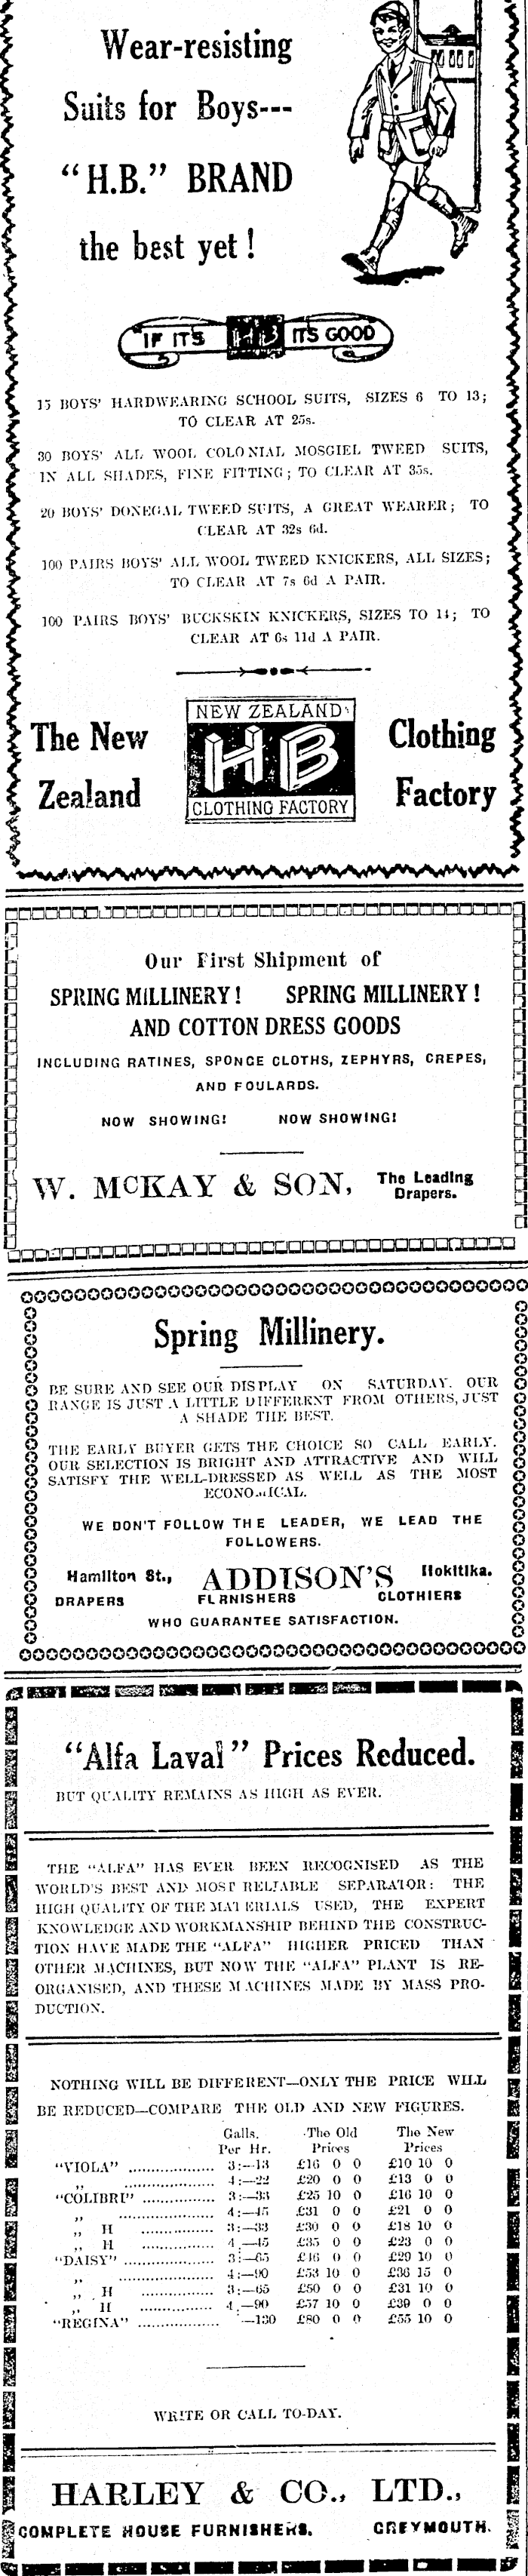 Wear-resisting
Suits for Boys---
"H.B." BRAND
the best yet!
IF IT'S HB ITS GOOD
15 BOYS' HARDWEARING SCHOOL SUITS, SIZES 6 TO 13;
TO CLEAR AT 25s.
30 BOYS' ALL WOOL COLONIAL MOSGIEL TWEED SUITS,
IN ALL SHADES, FINE FITTING; TO CLEAR AT 35s.
20 BOYS' DONEGAL TWEED SUITS, A GREAT WEARER; TO
CLEAR AT 32s 6d.
100 PAIRS BOYS' ALL WOOL TWEED KNICKERS, ALL SIZES;
TO CLEAR AT 7s 6d A PAIR.
100 PAIRS BOYS' BUCKSKIN KNICKERS, SIZES TO 14; TO
CLEAR AT 6s 11d A PAIR.
The New Zealand
NEW ZEALAND
HB
CLOTHING FACTORY
Clothing Factory
Our First Shipment of
SPRING MILLINERY! SPRING MILLINERY!
AND COTTON DRESS GOODS
INCLUDING RATINES, SPONGE CLOTHS, ZEPHYRS, CREPES,
AND FOULARDS.
NOW SHOWING! NOW SHOWING!
W. McKAY & SON, The Leading
Drapers.
Spring Millinery.
BE SURE AND SEE OUR DISPLAY ON SATURDAY. OUR
RANGE IS JUST A LITTLE DIFFERENT FROM OTHERS, JUST
A SHADE THE BEST.
THE EARLY BUYER GETS THE CHOICE SO CALL EARLY.
OUR SELECTION IS BRIGHT AND ATTRACTIVE AND WILL
SATISFY THE WELL-DRESSED AS WELL AS THE MOST
ECONOMICAL.
WE DON'T FOLLOW THE LEADER, WE LEAD THE
FOLLOWERS.
Hamilton St., ADDISON'S Hokitika.
DRAPERS FURNISHERS CLOTHIERS
WHO GUARANTEE SATISFACTION.
"Alfa Laval" Prices Reduced.
BUT QUALITY REMAINS AS HIGH AS EVER.
THE "ALFA" HAS EVER BEEN RECOGNISED AS THE
WORLD'S BEST AND MOST RELIABLE SEPARATOR: THE
HIGH QUALITY OF THE MATERIALS USED, THE EXPERT
KNOWLEDGE AND WORKMANSHIP BEHIND THE CONSTRUC-
TION HAVE MADE THE "ALFA" HIGHER PRICED THAN
OTHER MACHINES, BUT NOW THE "ALFA" PLANT IS RE-
ORGANISED, AND THESE MACHINES MADE BY MASS PRO-
DUCTION.
NOTHING WILL BE DIFFERENT—ONLY THE PRICE WILL
BE REDUCED—COMPARE THE OLD AND NEW FIGURES.
Galls. The Old The New
Per Hr. Prices Prices
"VIOLA" ................... 3:—13 £16 0 0 £10 10 0
,, ................... 4:—22 £20 0 0 £13 0 0
"COLIBRI" ................ 3:—33 £25 10 0 £16 10 0
,, ................ 4:—45 £31 0 0 £21 0 0
,, H ................ 3:—33 £30 0 0 £18 10 0
,, H ................ 4 —45 £35 0 0 £23 0 0
"DAISY" ................... 3:—65 £46 0 0 £29 10 0
,, ................... 4:—90 £53 10 0 £36 15 0
,, H ................ 3:—65 £50 0 0 £31 10 0
,, H ................ 4.—90 £57 10 0 £39 0 0
"REGINA" .................. —130 £80 0 0 £55 10 0
WRITE OR CALL TO-DAY.
HARLEY & CO., LTD.,
COMPLETE HOUSE FURNISHERS. GREYMOUTH.